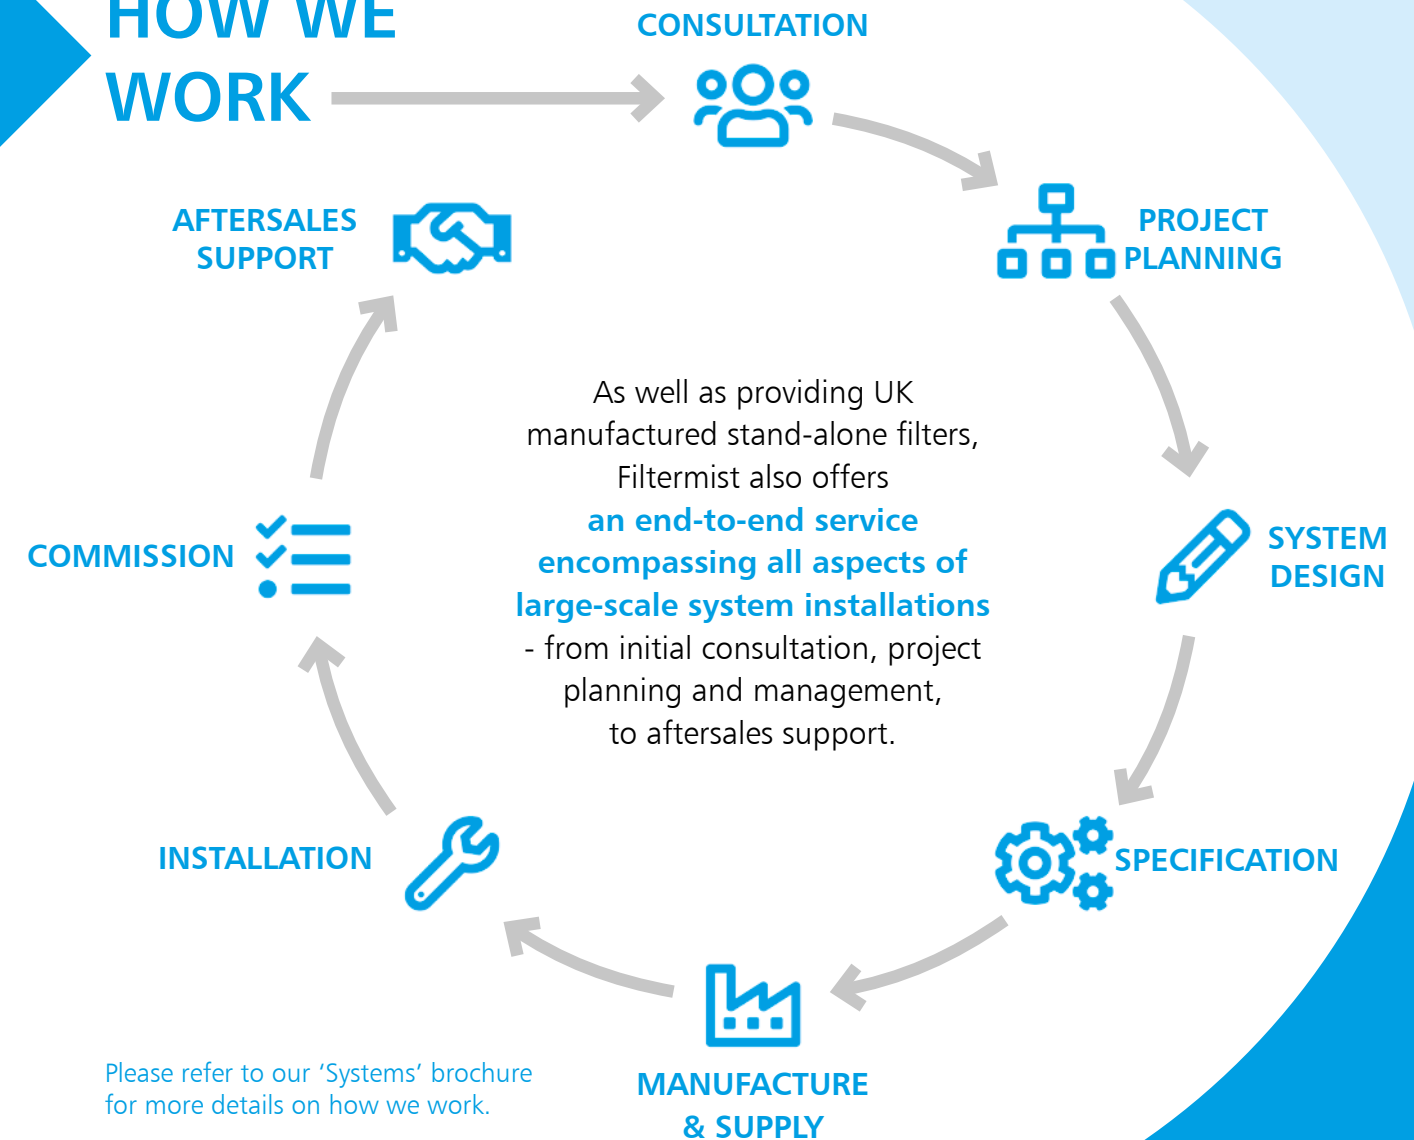 HOW WE
WORK
CONSULTATION
PROJECT
PLANNING
SYSTEM
DESIGN
SPECIFICATION
MANUFACTURE
& SUPPLY
INSTALLATION
COMMISSION
AFTERSALES
SUPPORT
As well as providing UK
manufactured stand-alone filters,
Filtermist also offers
an end-to-end service
encompassing all aspects of
large-scale system installations
- from initial consultation, project
planning and management,
to aftersales support.
Please refer to our ‘Systems’ brochure
for more details on how we work.